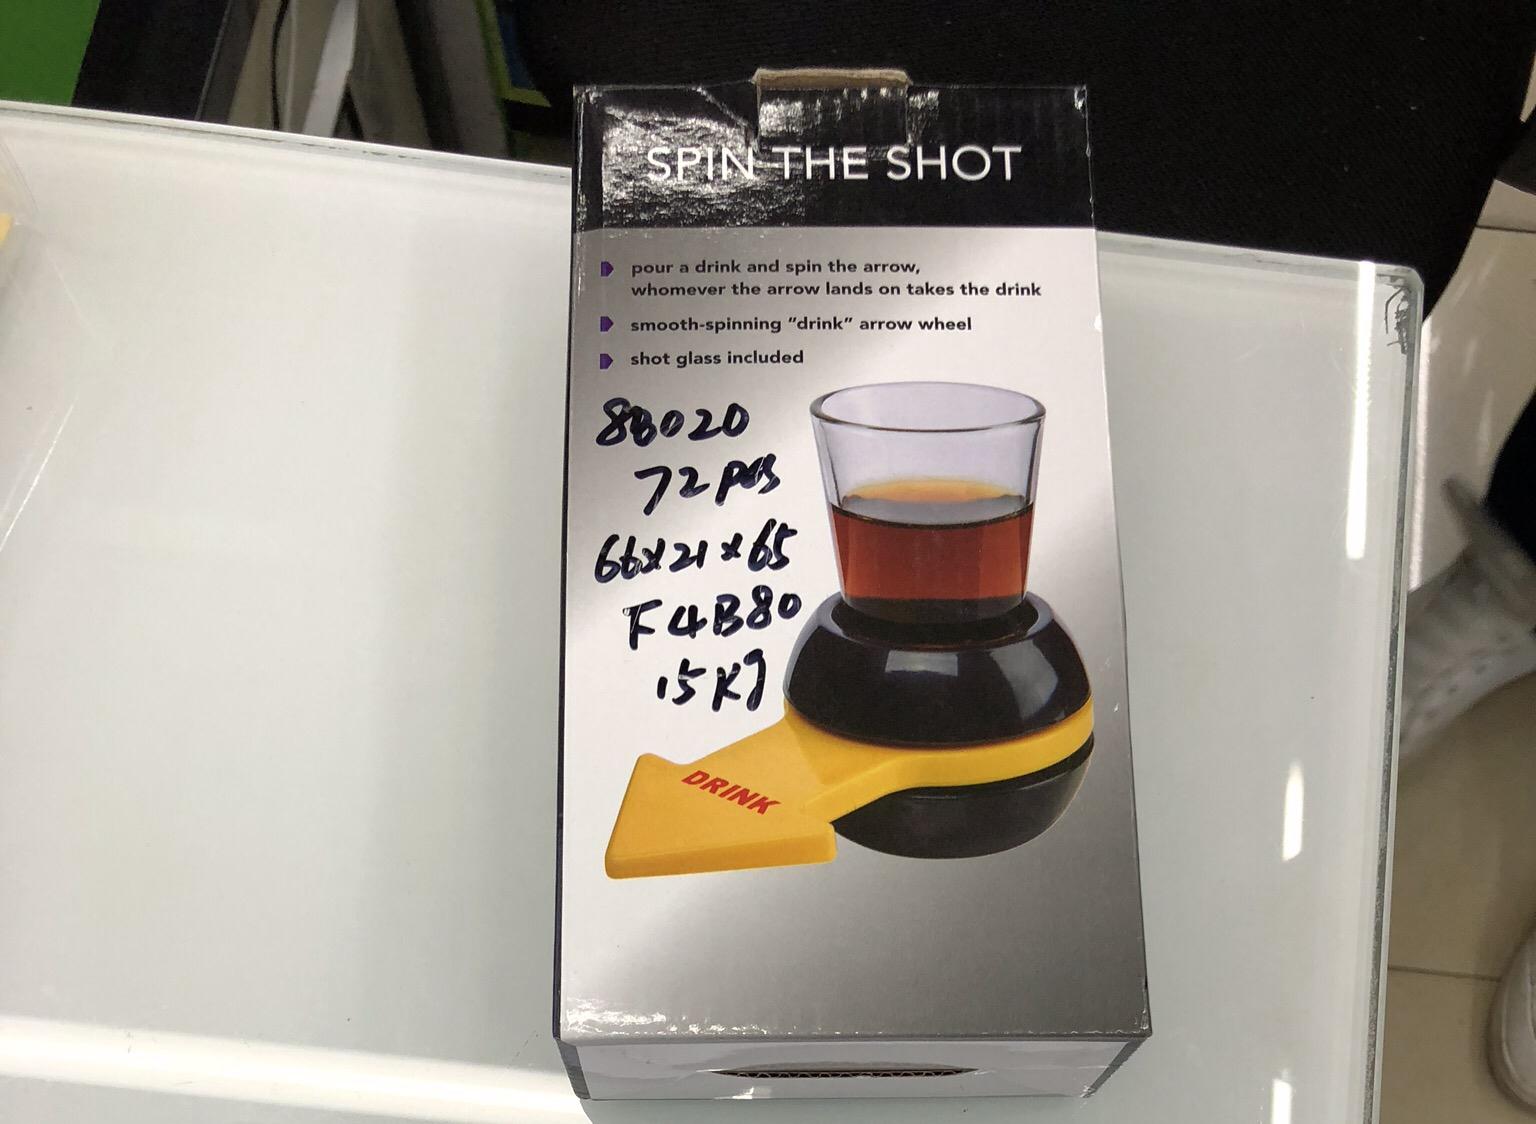 SPIN THE SHOT
pour a drink and spin the arrow,
whomever the arrow lands on takes the drink
smooth-spinning “drink” arrow wheel
shot glass included
88020
72 pcs
66x21x65
F4B80
15Kg
DRINK